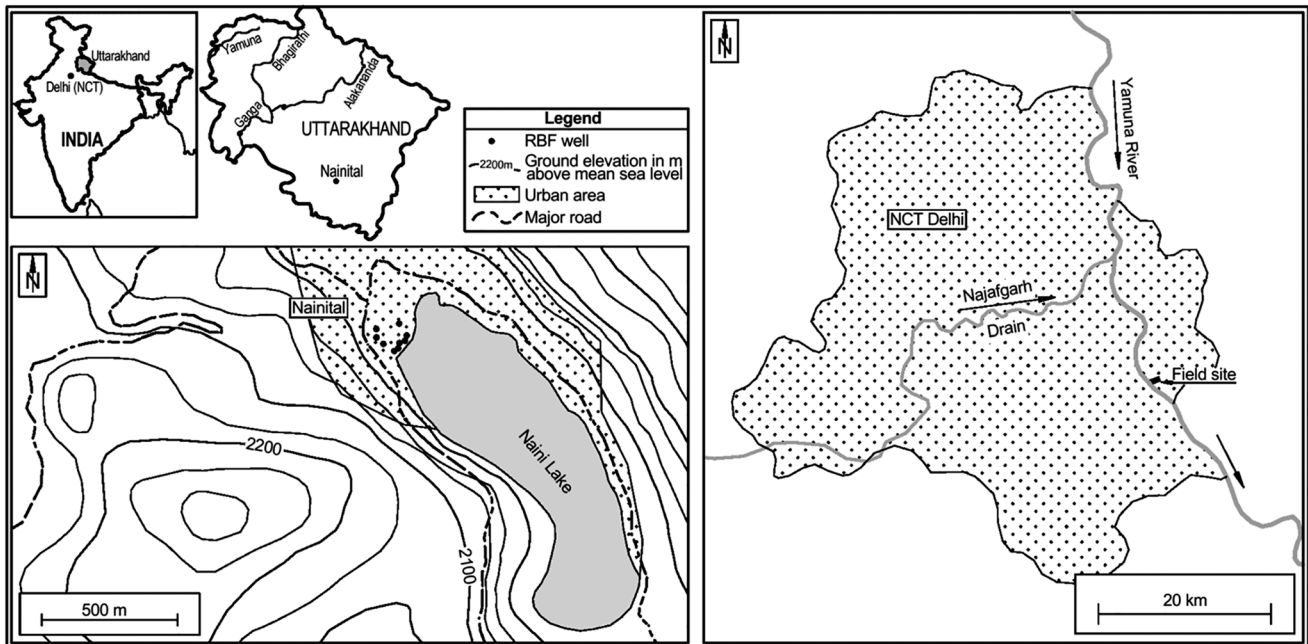 Uttarakhand
Delhi (NCT)
INDIA
Yamuna
Bhagirathi
Alakananda
Ganga
UTTARAKHAND
Nainital
Legend
RBF well
2200m
Ground elevation in m
above mean sea level
Urban area
Major road
N
Nainital
Naini Lake
2200
2100
500 m
N
Yamuna River
NCT Delhi
Najafgarh
Drain
Field site
20 km